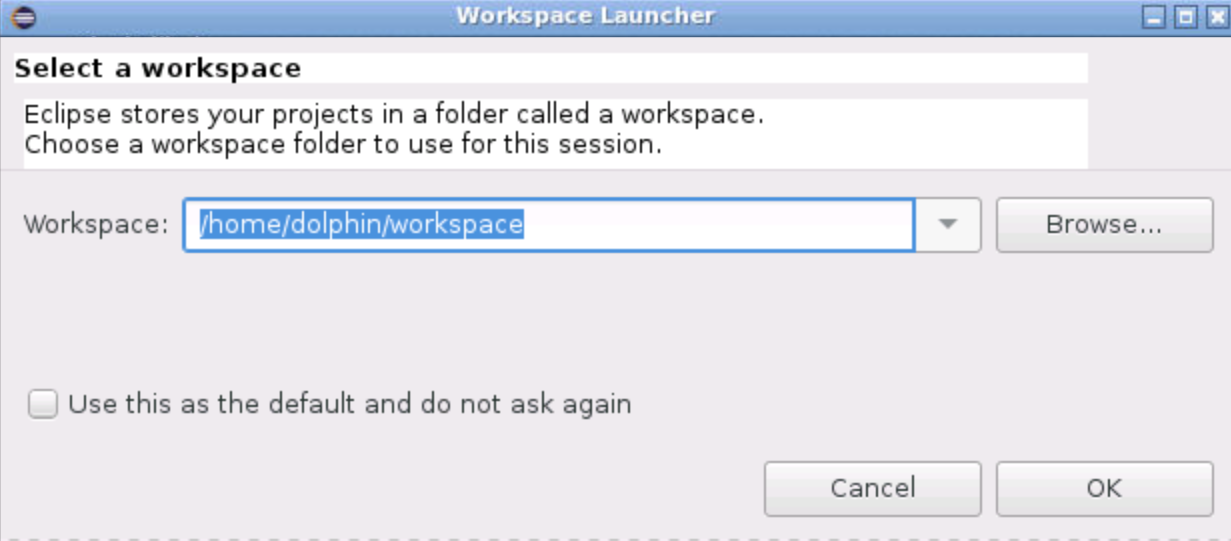 Workspace Launcher
Select a workspace
Eclipse stores your projects in a folder called a workspace.
Choose a workspace folder to use for this session.
Workspace: /home/dolphin/workspace Browse...
Use this as the default and do not ask again
Cancel OK